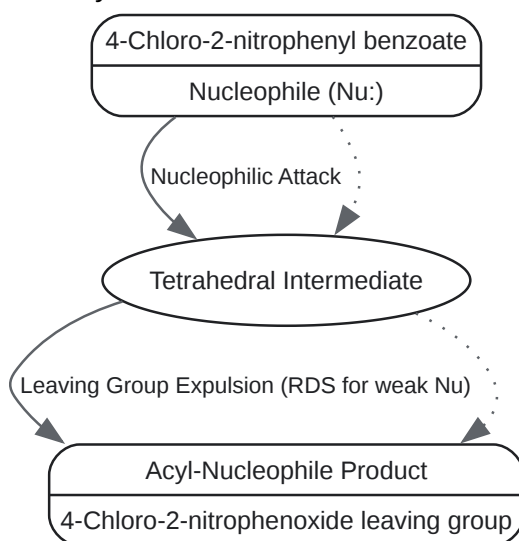 4-Chloro-2-nitrophenyl benzoate
Nucleophile (Nu:)
Nucleophilic Attack
Tetrahedral Intermediate
Leaving Group Expulsion (RDS for weak Nu)
Acyl-Nucleophile Product
4-Chloro-2-nitrophenoxide leaving group